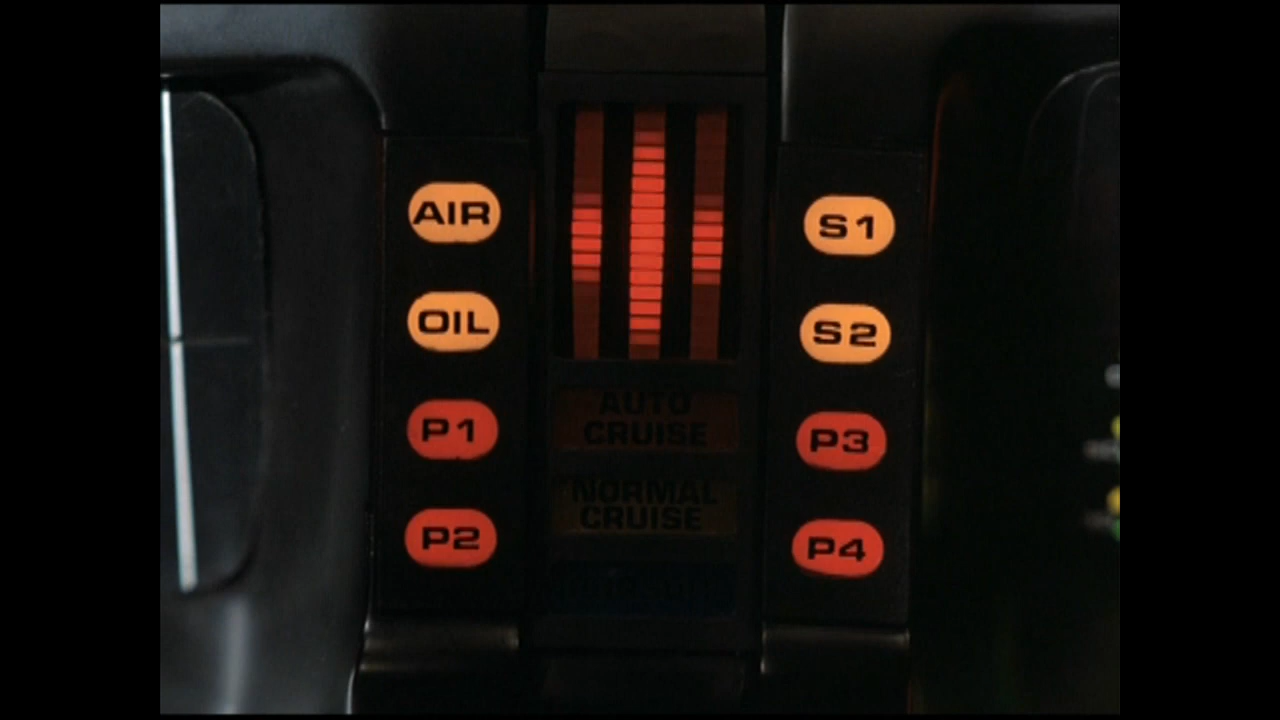 AIR
OIL
P1
P2
AUTO
CRUISE
NORMAL
CRUISE
S1
S2
P3
P4